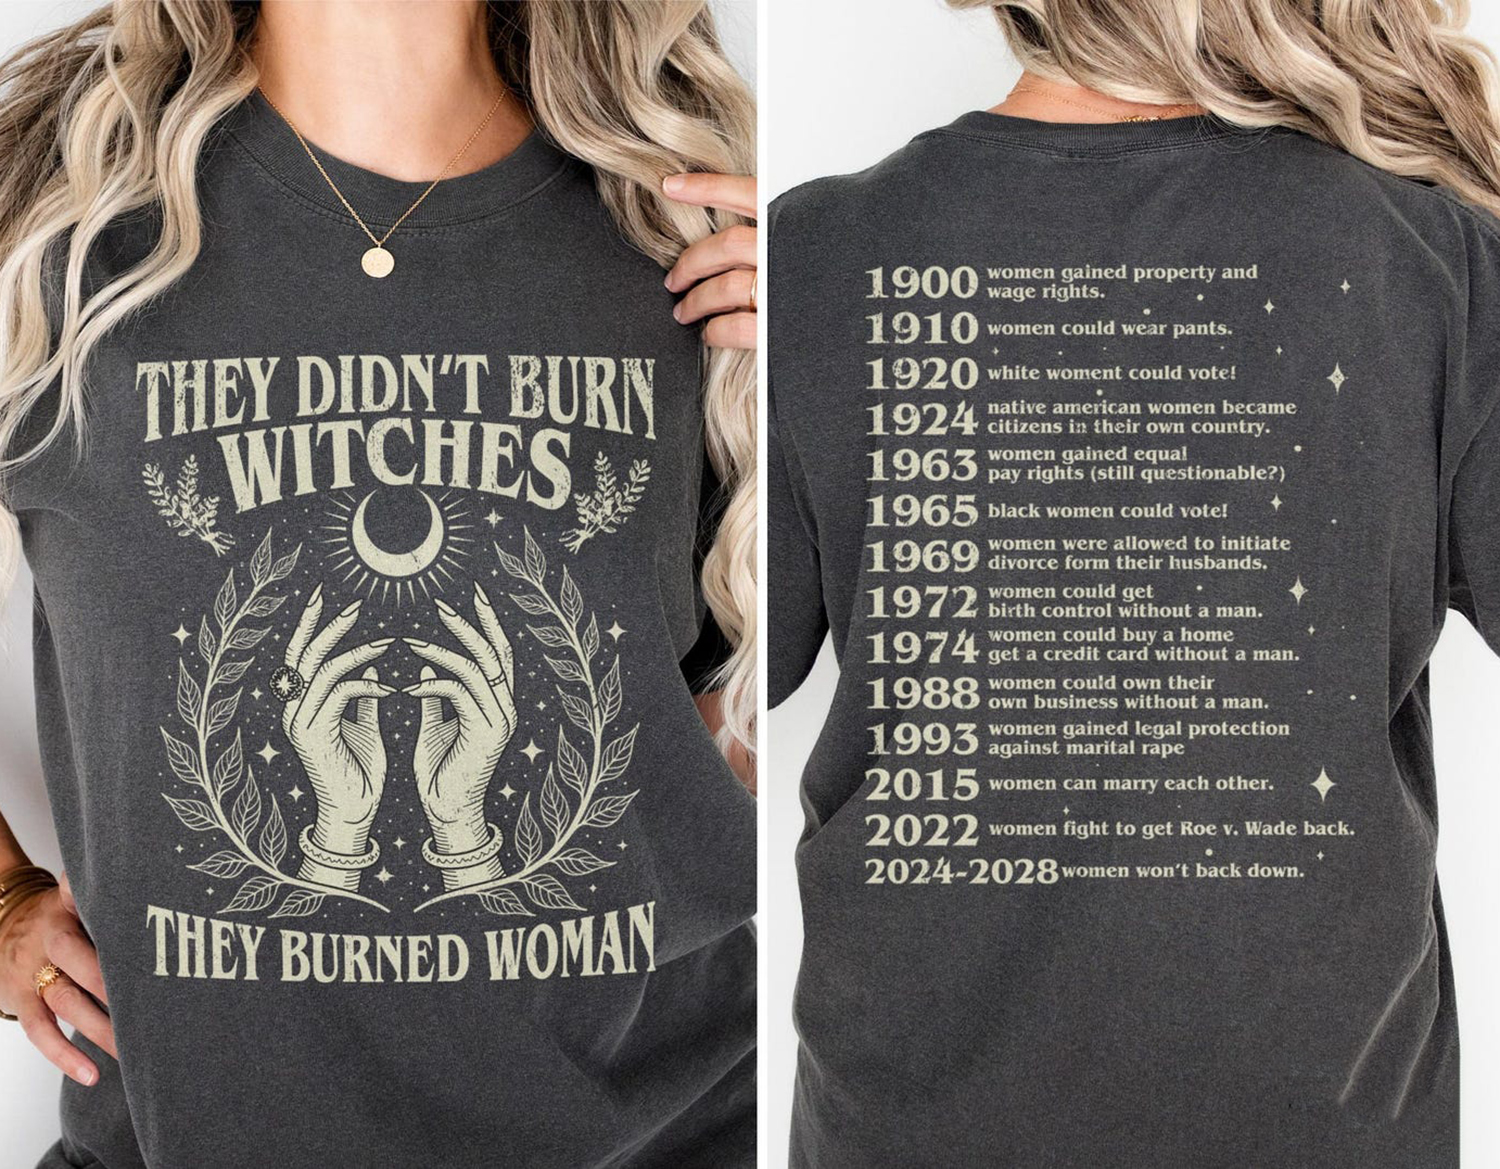 THEY DIDN'T BURN
WITCHES
THEY BURNED WOMAN
1900 women gained property and
wage rights.
1910 women could wear pants.
1920 white woment could vote!
1924 native american women became
citizens in their own country.
1963 women gained equal
pay rights (still questionable?)
1965 black women could vote!
1969 women were allowed to initiate
divorce form their husbands.
1972 women could get
birth control without a man.
1974 women could buy a home
get a credit card without a man.
1988 women could own their
own business without a man.
1993 women gained legal protection
against marital rape
2015 women can marry each other.
2022 women fight to get Roe v. Wade back.
2024-2028 women won't back down.